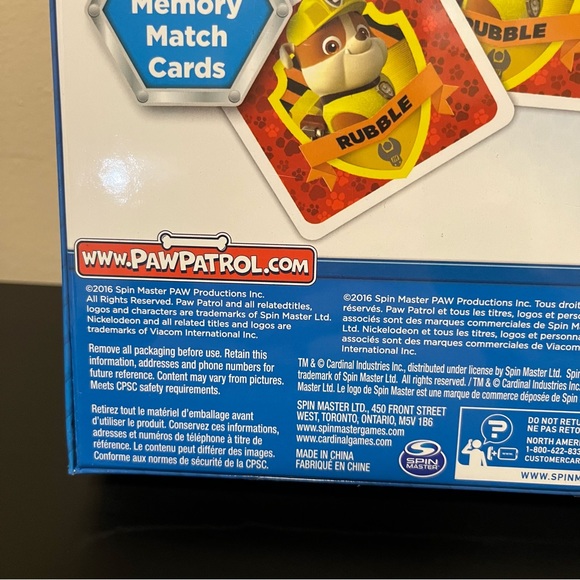 Memory
Match
Cards
RUBBLE
RUBBLE
www.PAWPATROL.COM
©2016 Spin Master PAW Productions Inc.
All Rights Reserved. Paw Patrol and all relatedtitles,
logos and characters are trademarks of Spin Master Ltd.
Nickelodeon and all related titles and logos are
trademarks of Viacom International Inc.
Remove all packaging before use. Retain this
information, addresses and phone numbers for
future reference. Content may vary from pictures.
Meets CPSC safety requirements.
Retirez tout le matériel d'emballage avant
d'utiliser le produit. Conservez ces informations,
adresses et numéros de téléphone à titre de
référence. Le contenu peut différer des images.
Conforme aux normes de sécurité de la CPSC.
©2016 Spin Master PAW Productions Inc. Tous
réservés. Paw Patrol et tous les titres, logos et
associés sont des marques commerciales de Spin
Ltd. Nickelodeon et tous les titres, logos et
associés sont des marques commerciales de
International Inc.
TM & © Cardinal Industries Inc., distributed under license by Spin Master Ltd.
trademark of Spin Master Ltd. All rights reserved. / TM & © Cardinal Industries Inc.
Master Ltd. Le logo de Spin Master est une marque de commerce déposée de Spin
SPIN MASTER LTD., 450 FRONT STREET
WEST, TORONTO, ONTARIO, M5V 1B6
www.spinmastergames.com
www.cardinalgames.com
MADE IN CHINA
FABRIQUÉ EN CHINE
SPIN
MASTER
?
DO NOT
NE PAS
NORTH
1-800-622-
WWW.